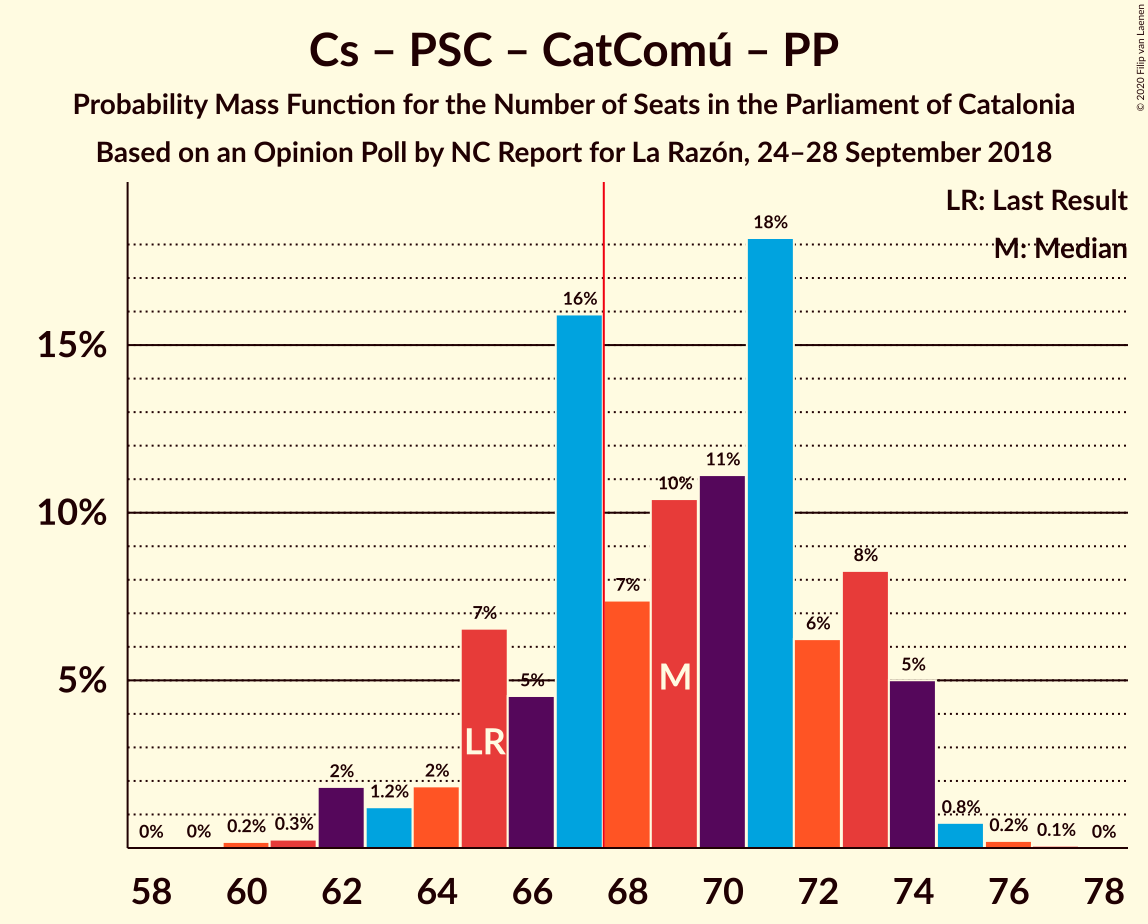 Cs – PSC – CatComú – PP
Probability Mass Function for the Number of Seats in the Parliament of Catalonia
Based on an Opinion Poll by NC Report for La Razón, 24–28 September 2018
© 2020 Filip van Laenen
LR: Last Result
M: Median
15%
10%
5%
0%
0%
0.2%
0.3%
2%
1.2%
2%
7%
5%
16%
7%
10%
11%
18%
6%
8%
5%
0.8%
0.2%
0.1%
0%
LR
M
58 60 62 64 66 68 70 72 74 76 78